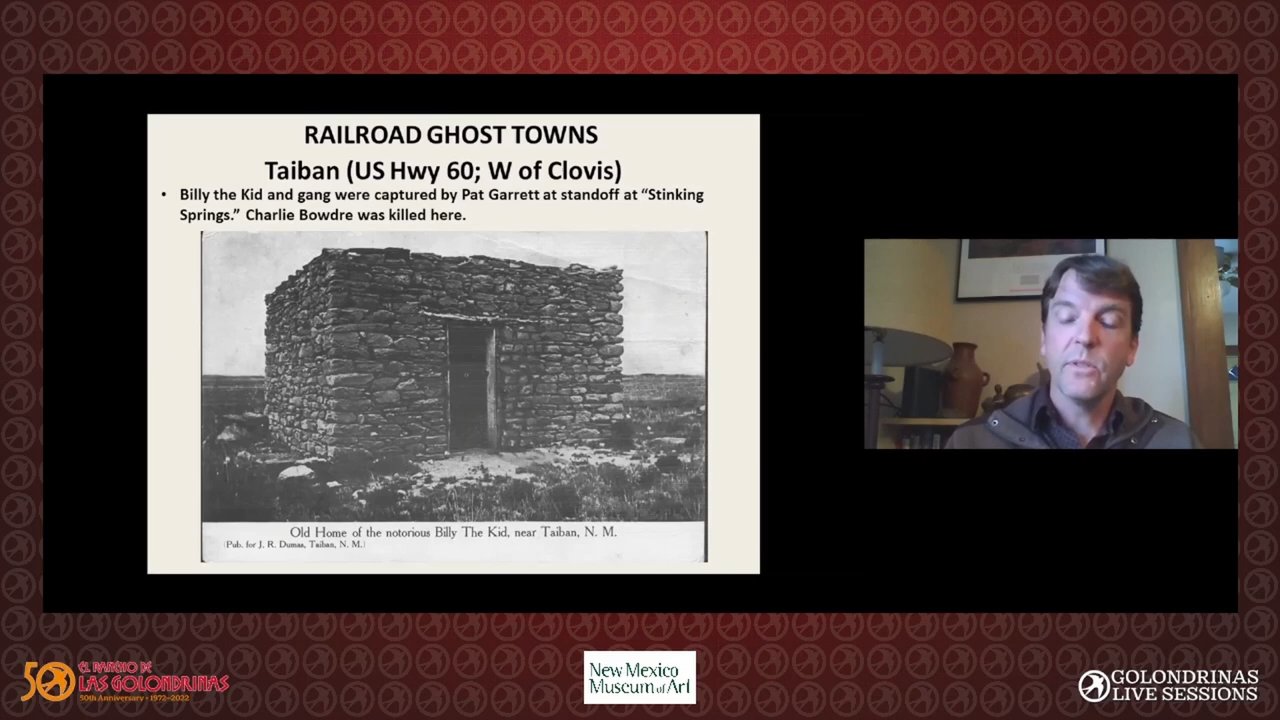 RAILROAD GHOST TOWNS
Taiban (US Hwy 60; W of Clovis)
• Billy the Kid and gang were captured by Pat Garrett at standoff at “Stinking
Springs.” Charlie Bowdre was killed here.
Old Home of the notorious Billy The Kid, near Taiban, N. M.
(Pub. for J. R. Dumas, Taiban, N. M.)
50
EL RANCHO DE
LAS GOLONDRINAS
50th Anniversary • 1972-2022
New Mexico
Museum of Art
GOLONDRINAS
LIVE SESSIONS